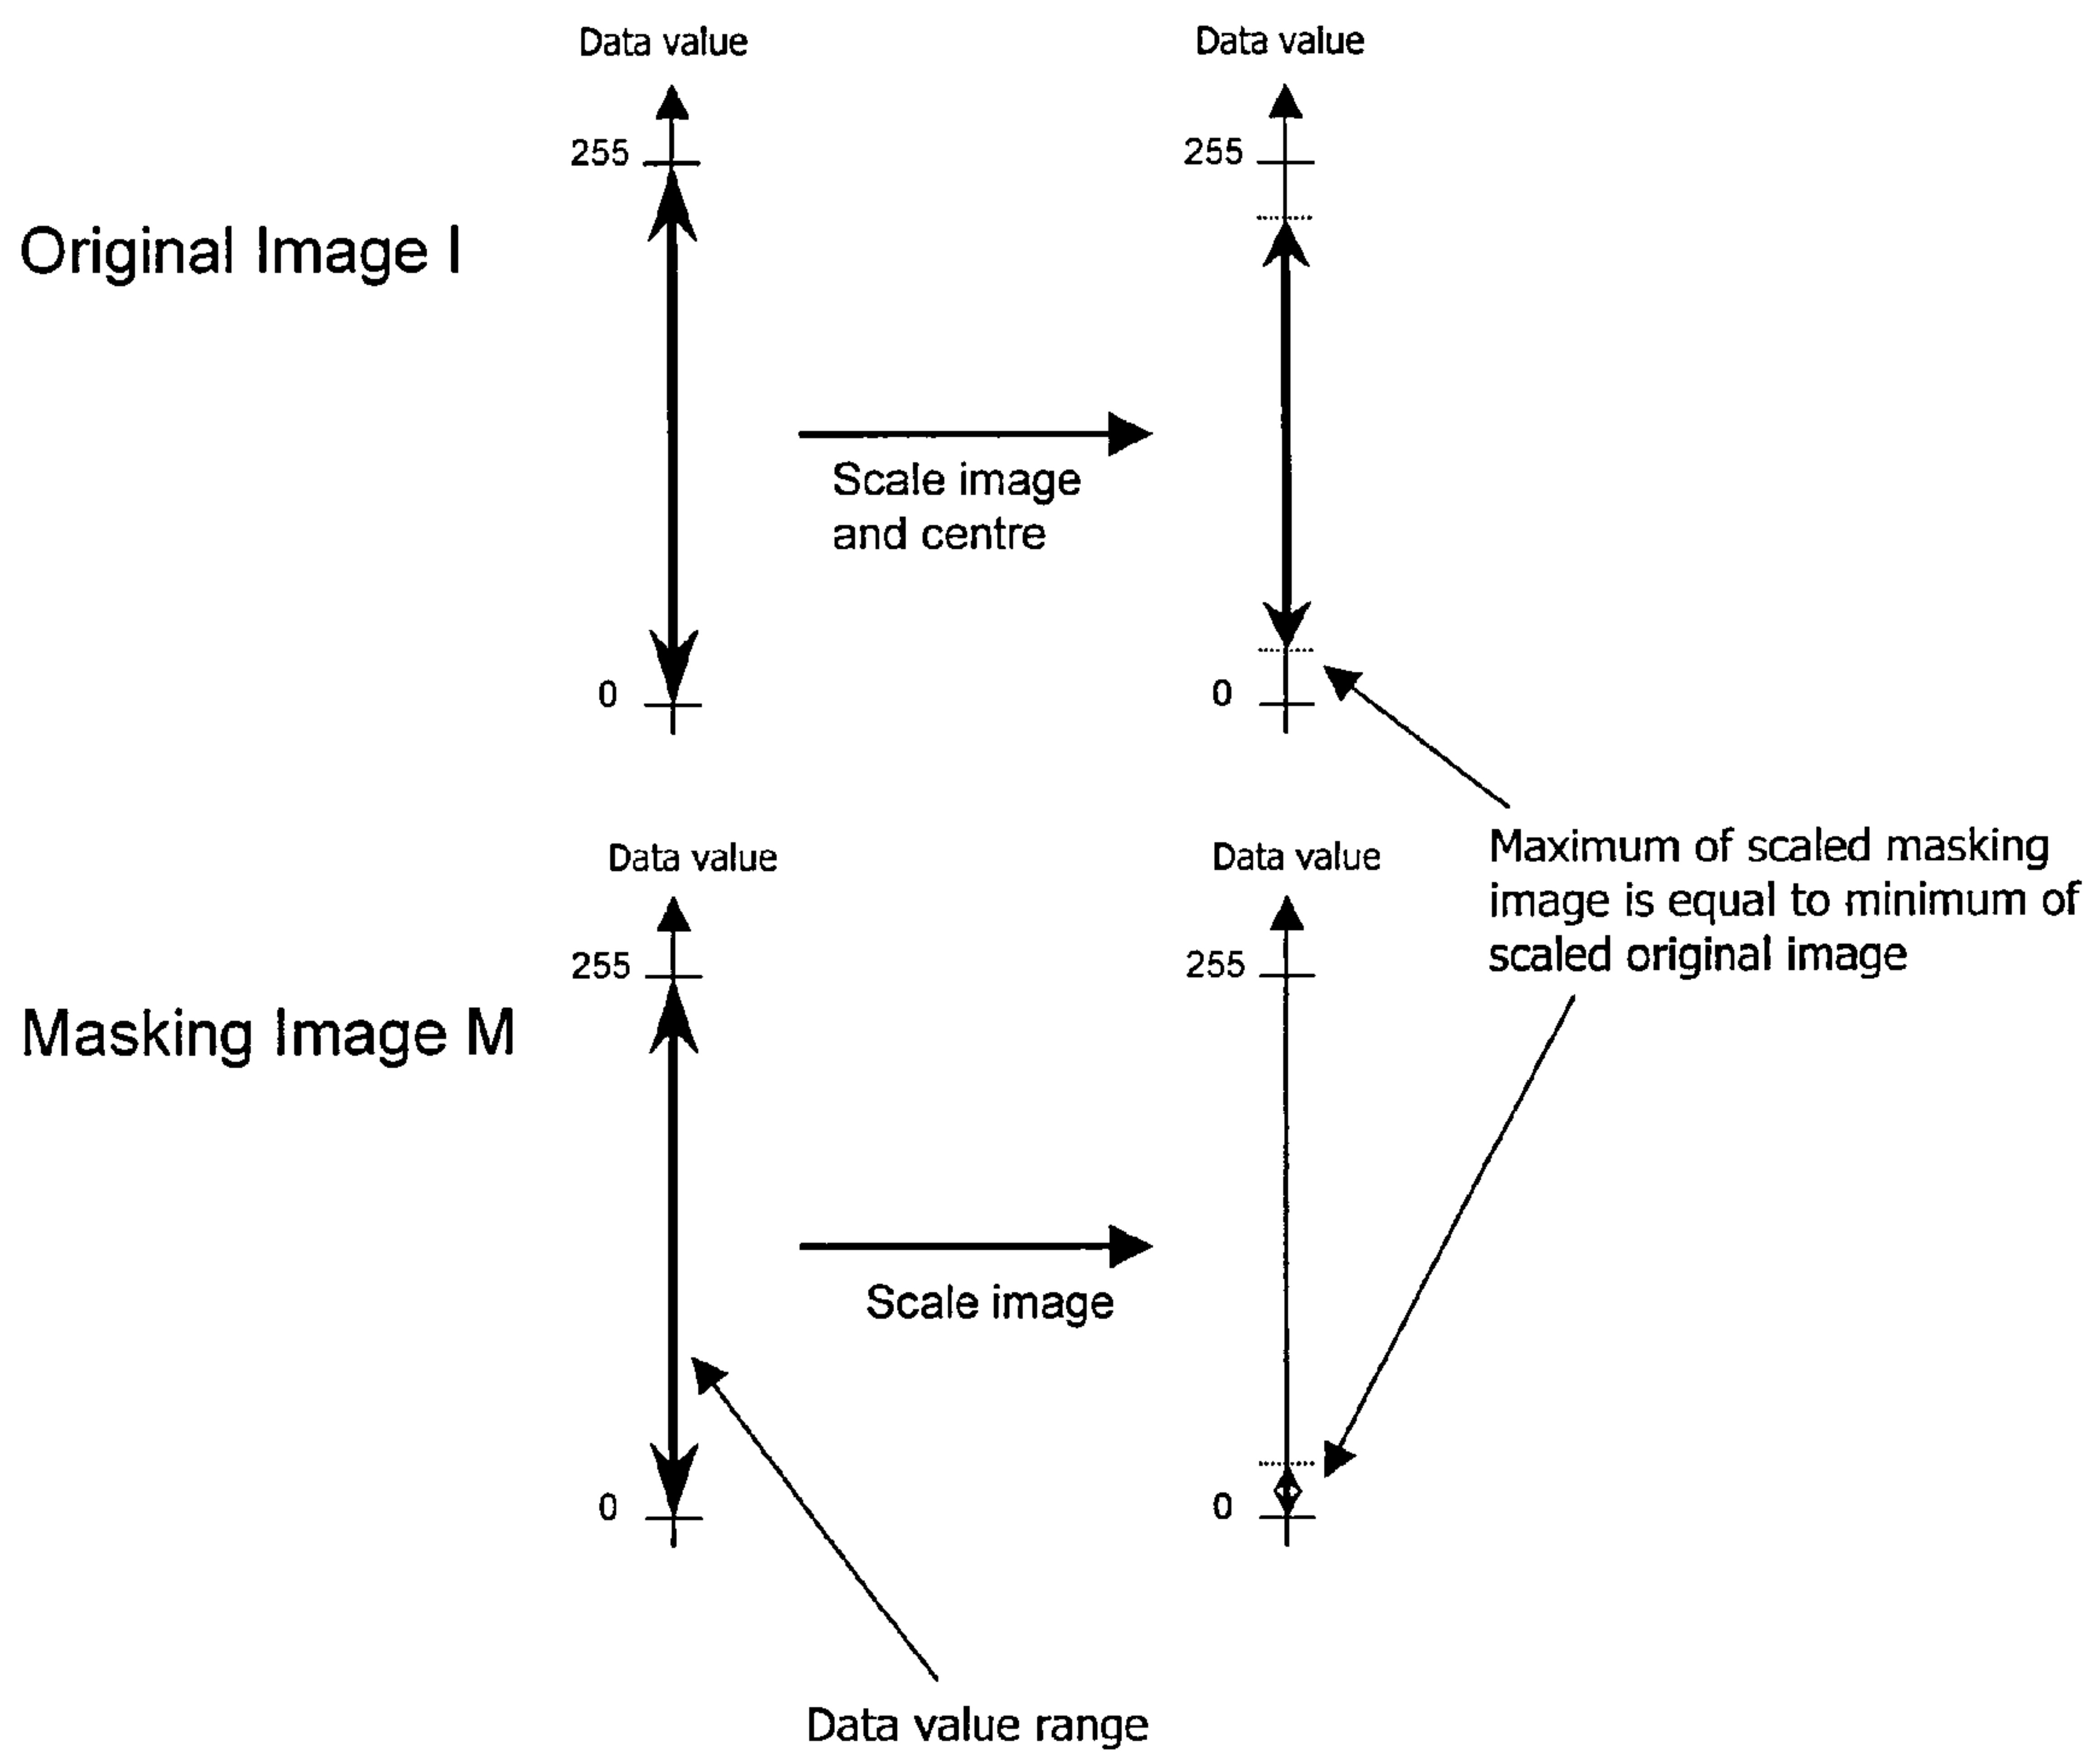 Data value
Data value
255
255
Original Image I
Scale image
and centre
0
0
Maximum of scaled masking
image is equal to minimum of
scaled original image
Data value
Data value
255
255
Masking Image M
Scale image
0
0
Data value range